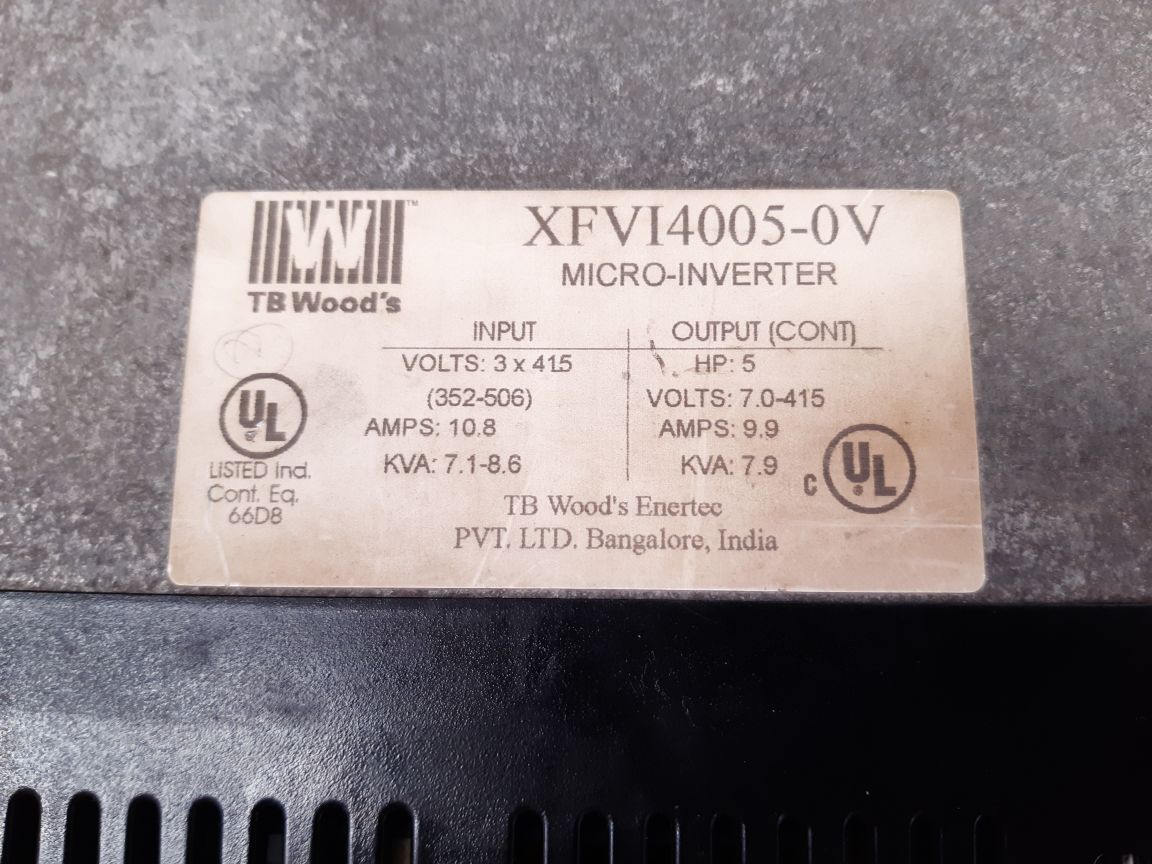 W™
TB Wood's
XFVI4005-0V
MICRO-INVERTER
INPUT
VOLTS: 3 x 415
(352-506)
AMPS: 10.8
KVA: 7.1-8.6
OUTPUT (CONT)
HP: 5
VOLTS: 7.0-415
AMPS: 9.9
KVA: 7.9
UL
LISTED Ind.
Cont. Eq.
66D8
C UL
TB Wood's Enertec
PVT. LTD. Bangalore, India